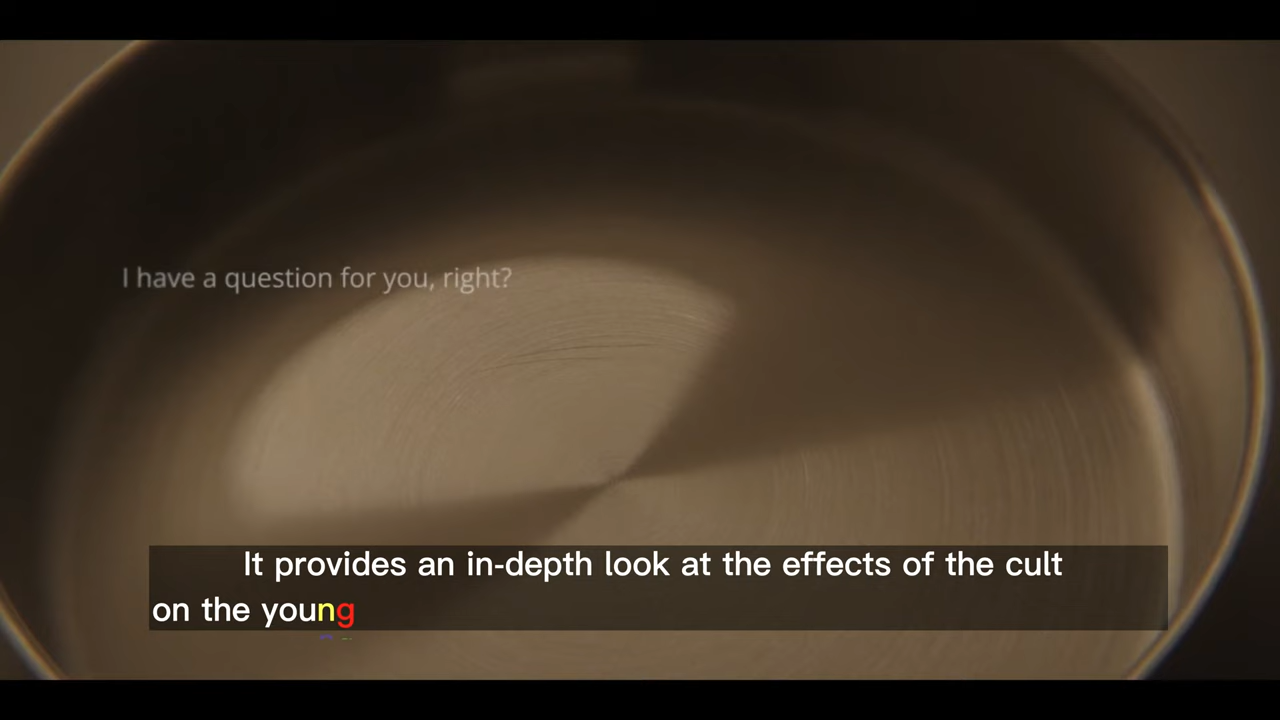 I have a question for you, right?
It provides an in-depth look at the effects of the cult
on the young